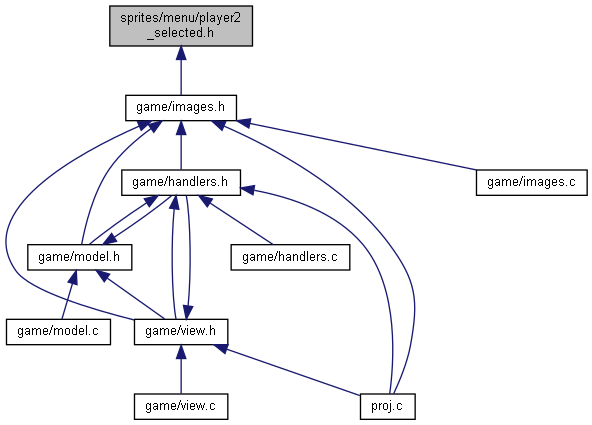 sprites/menu/player2
_selected.h
game/images.h
game/handlers.h
game/images.c
game/model.h
game/handlers.c
game/model.c
game/view.h
game/view.c
proj.c